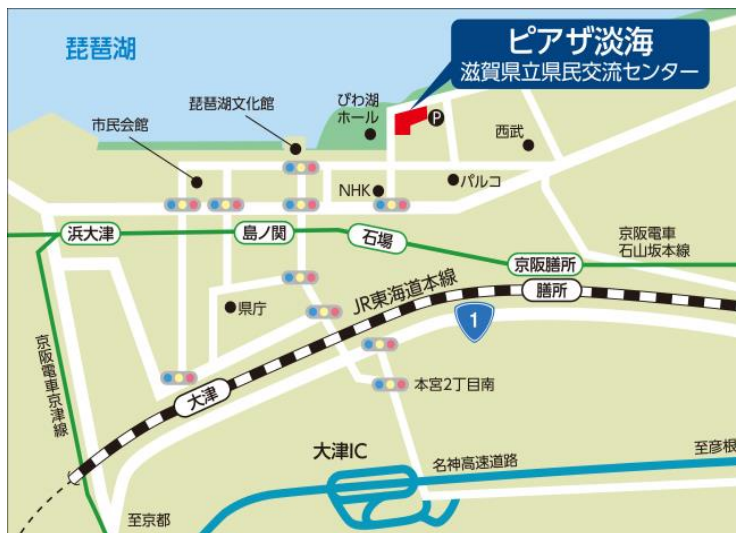 琵琶湖
ピアザ淡海
滋賀県立県民交流センター
琵琶湖文化館
びわ湖
ホール
P
市民会館
西武
NHK
パルコ
浜大津
島ノ関
石場
京阪膳所
京阪電車
石山坂本線
県庁
JR東海道本線
膳所
1
大津
本宮2丁目南
京阪電車京津線
大津IC
名神高速道路
至彦根
至京都